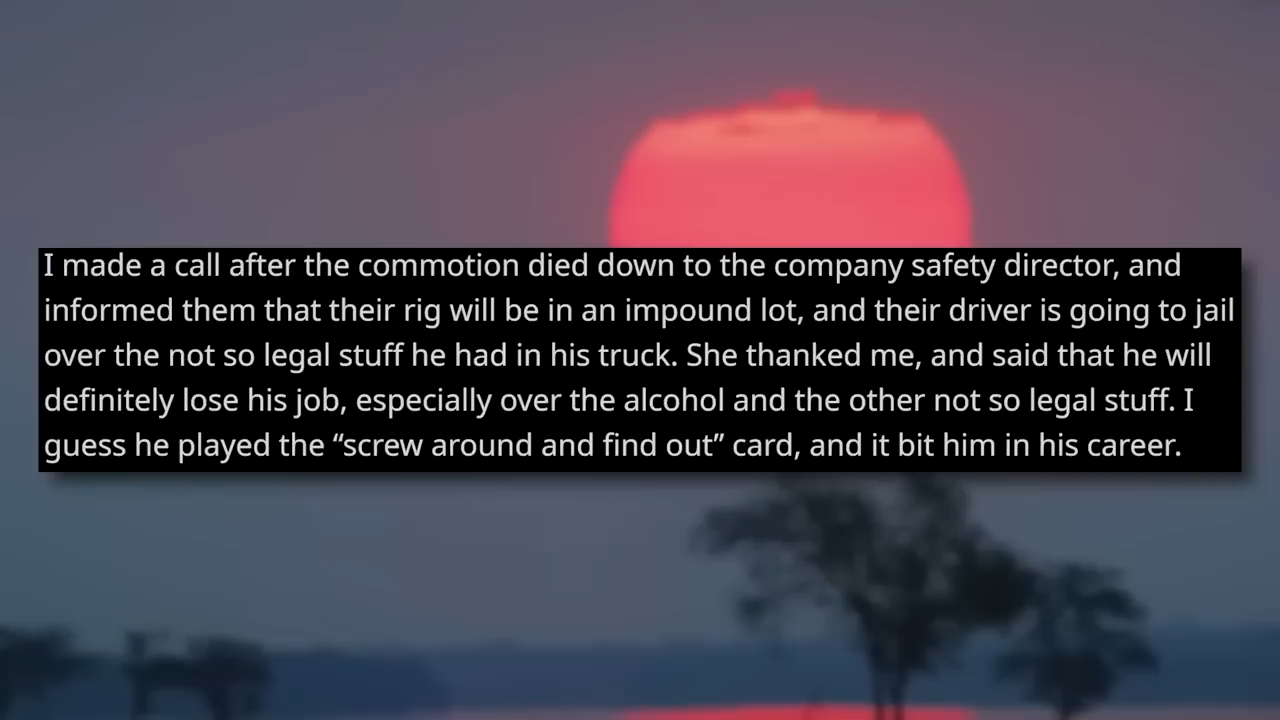 I made a call after the commotion died down to the company safety director, and
informed them that their rig will be in an impound lot, and their driver is going to jail
over the not so legal stuff he had in his truck. She thanked me, and said that he will
definitely lose his job, especially over the alcohol and the other not so legal stuff. I
guess he played the “screw around and find out” card, and it bit him in his career.